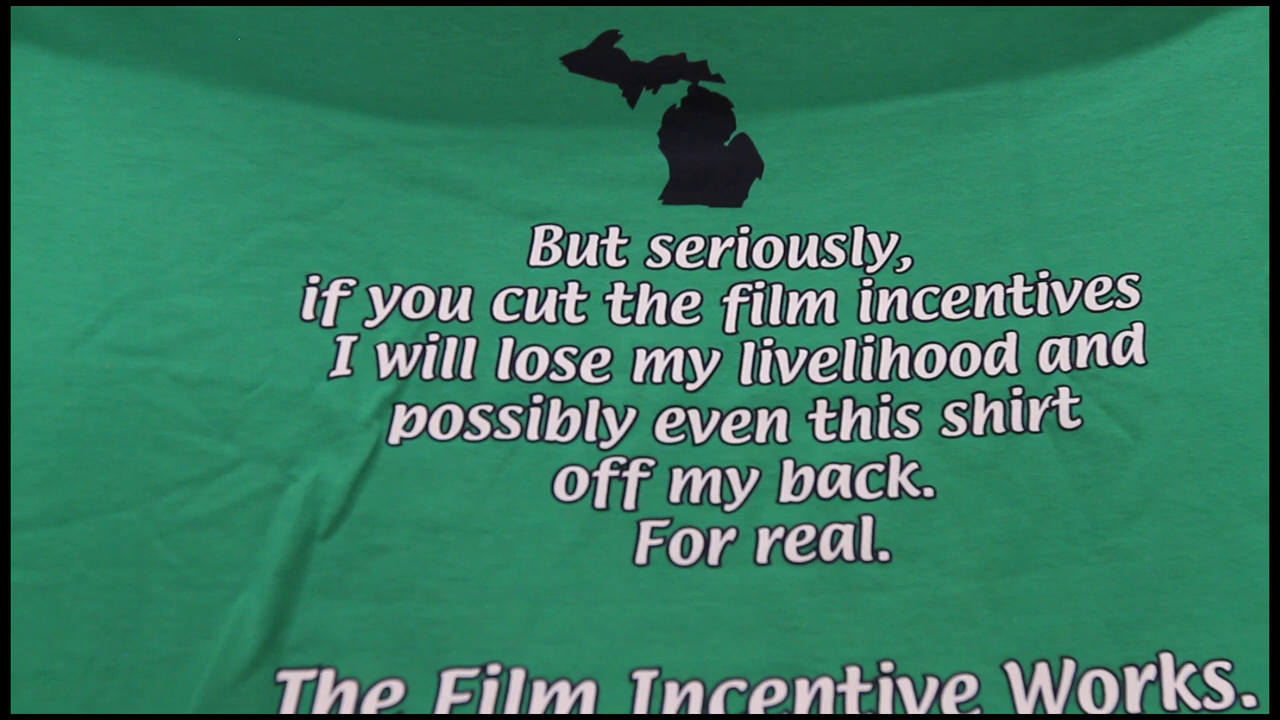 But seriously,
if you cut the film incentives
I will lose my livelihood and
possibly even this shirt
off my back.
For real.
The Film Incentive Works.